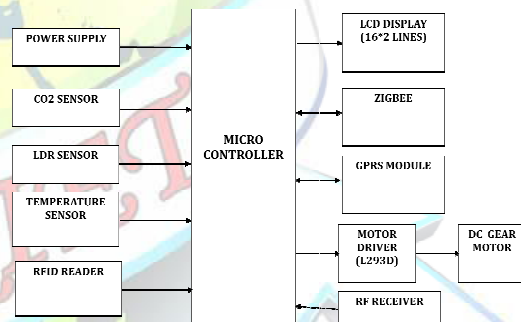 POWER SUPPLY
CO2 SENSOR
LDR SENSOR
TEMPERATURE
SENSOR
RFID READER
MICRO
CONTROLLER
LCD DISPLAY
(16*2 LINES)
ZIGBEE
GPRS MODULE
MOTOR
DRIVER
(L293D)
DC GEAR
MOTOR
RF RECEIVER